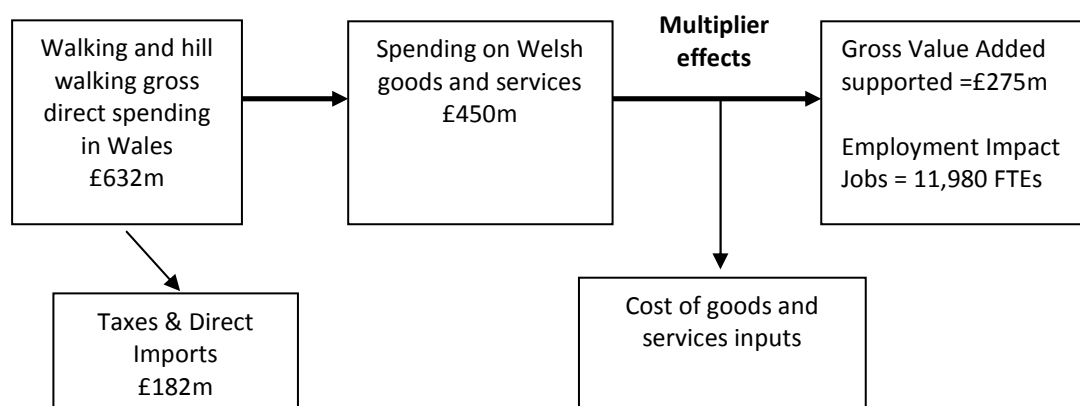 Walking and hill
walking gross
direct spending
in Wales
£632m
Spending on Welsh
goods and services
£450m
Multiplier
effects
Gross Value Added
supported =£275m
Employment Impact
Jobs = 11,980 FTEs
Taxes & Direct
Imports
£182m
Cost of goods and
services inputs